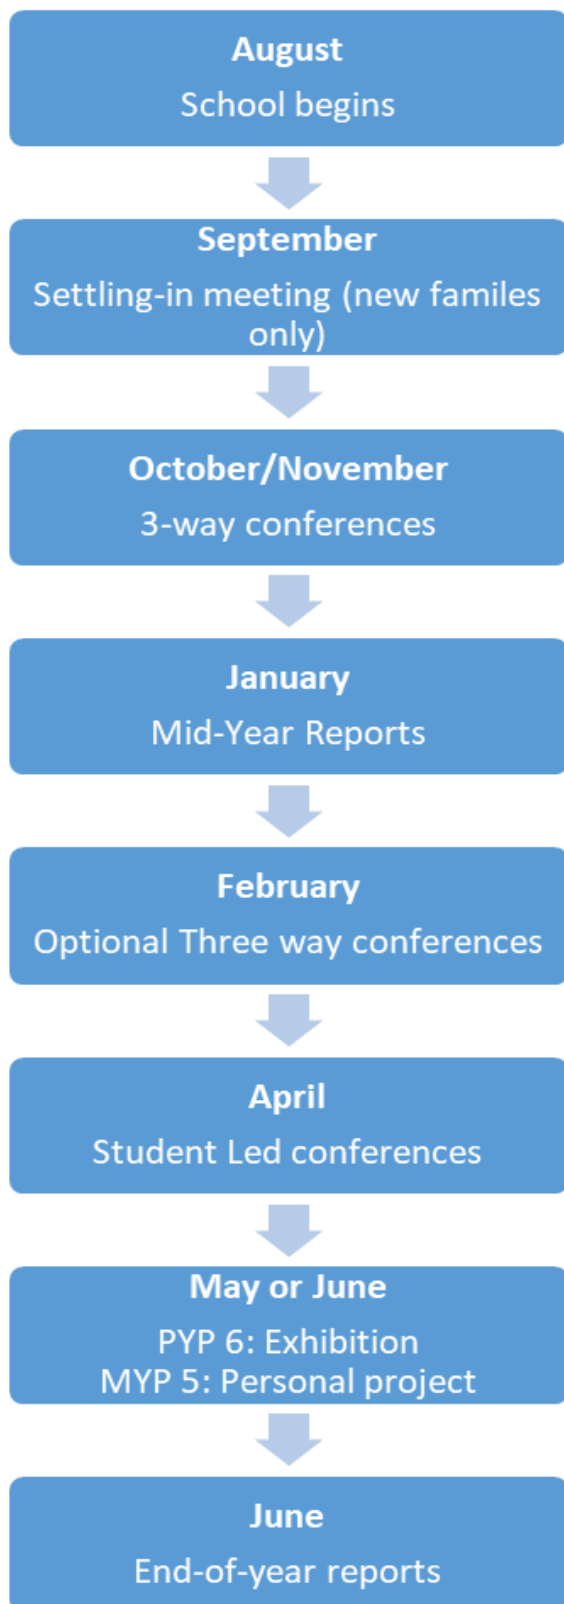 August
School begins
September
Settling-in meeting (new familes
only)
October/November
3-way conferences
January
Mid-Year Reports
February
Optional Three way conferences
April
Student Led conferences
May or June
PYP 6: Exhibition
MYP 5: Personal project
June
End-of-year reports